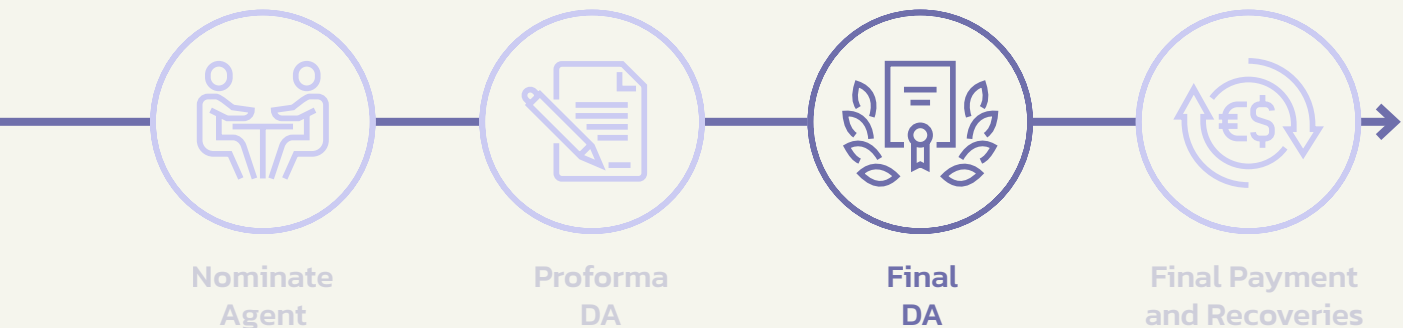 €$
Nominate
Agent
Proforma
DA
Final
DA
Final Payment
and Recoveries